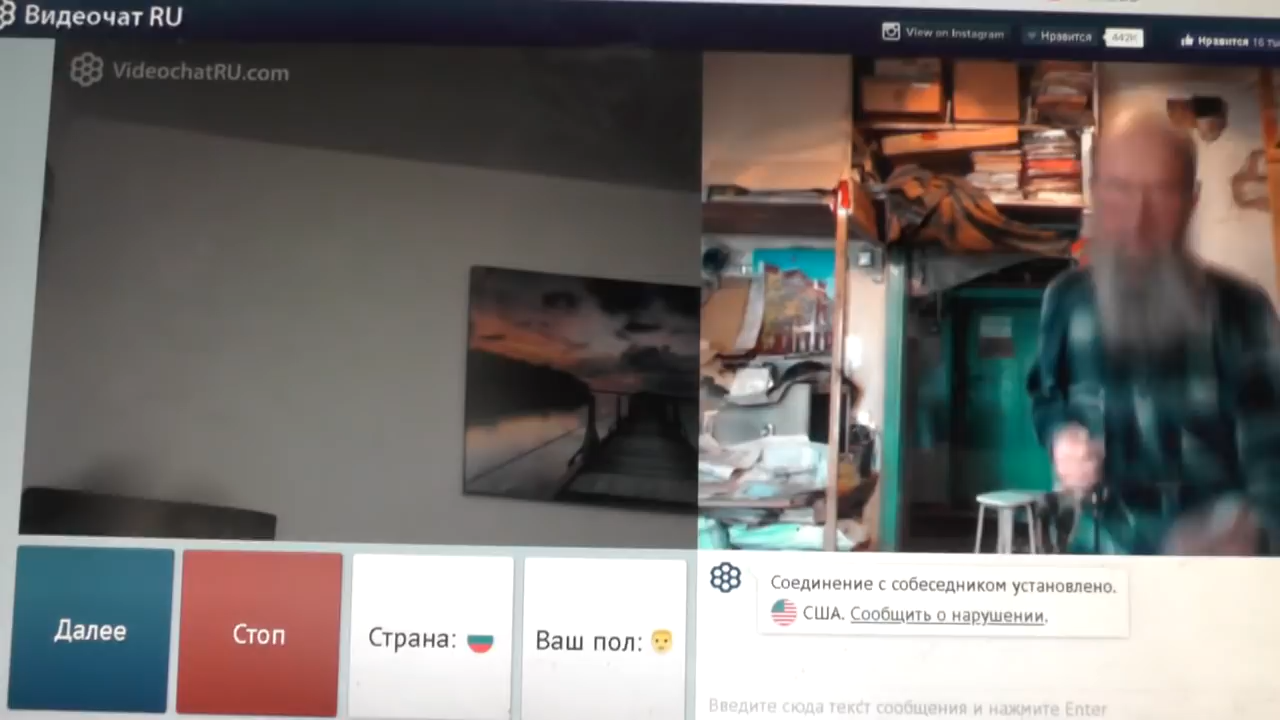 Видеочат RU
View on Instagram
Нравится
442K
Нравится 16
VideochatRU.com
Далее
Стоп
Страна:
Ваш пол:
Соединение с собеседником установлено.
США. Сообщить о нарушении.
Введите сюда текст сообщения и нажмите Enter